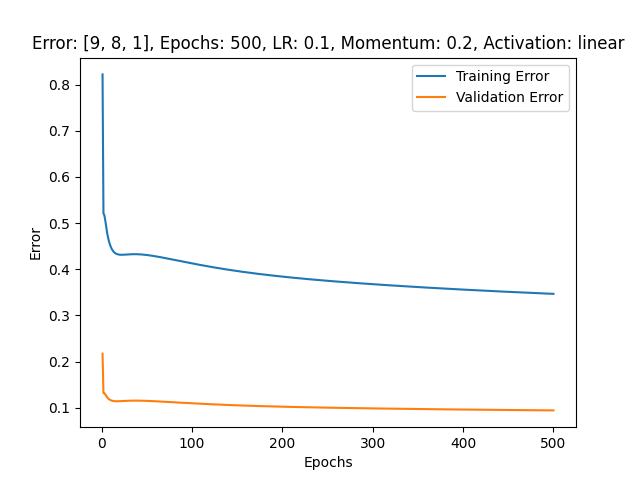 Error: [9, 8, 1], Epochs: 500, LR: 0.1, Momentum: 0.2, Activation: linear
Training Error
Validation Error
0.8
0.7
0.6
0.5
0.4
0.3
0.2
0.1
Error
0 100 200 300 400 500
Epochs